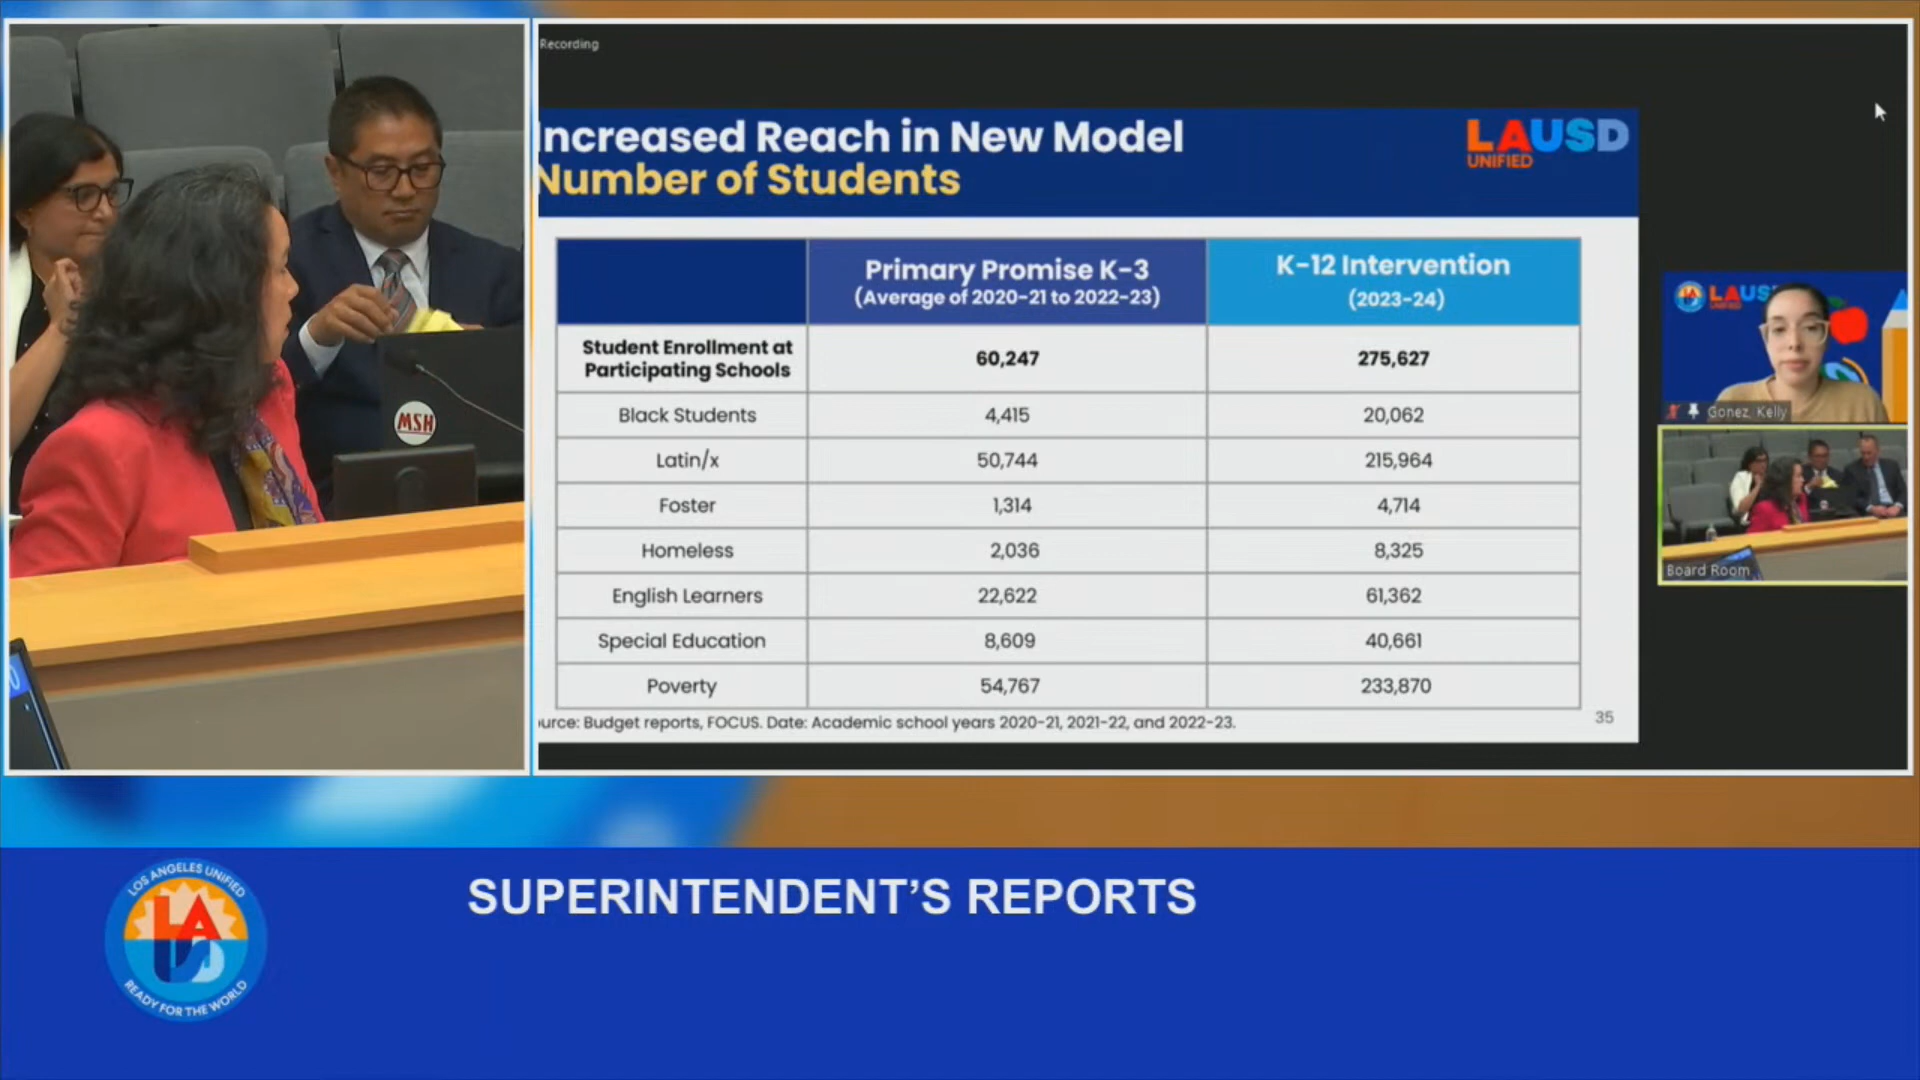 Recording
Increased Reach in New Model
Number of Students
LAUSD
UNIFIED
Primary Promise K-3
(Average of 2020-21 to 2022-23)
K-12 Intervention
(2023-24)
Student Enrollment at
Participating Schools
60,247
275,627
Black Students
4,415
20,062
Latin/x
50,744
215,964
Foster
1,314
4,714
Homeless
2,036
8,325
English Learners
22,622
61,362
Special Education
8,609
40,661
Poverty
54,767
233,870
urce: Budget reports, FOCUS. Date: Academic school years 2020-21, 2021-22, and 2022-23.
35
MSH
Gonez, Kelly
Board Room
SUPERINTENDENT'S REPORTS
LOS ANGELES UNIFIED
LAUSD
READY FOR THE WORLD